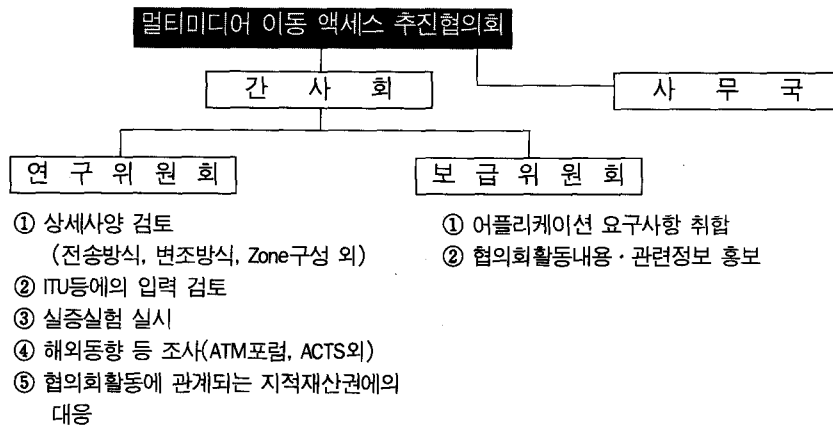 멀티미디어 이동 액세스 추진협의회
간 사 회
사 무 국
연 구 위 원 회
① 상세사양 검토
(전송방식, 변조방식, Zone구성 외)
② ITU등에의 입력 검토
③ 실증실험 실시
④ 해외동향 등 조사(ATM포럼, ACTS외)
⑤ 협의회활동에 관계되는 지적재산권에의
대응
보 급 위 원 회
① 어플리케이션 요구사항 취합
② 협의회활동내용 · 관련정보 홍보